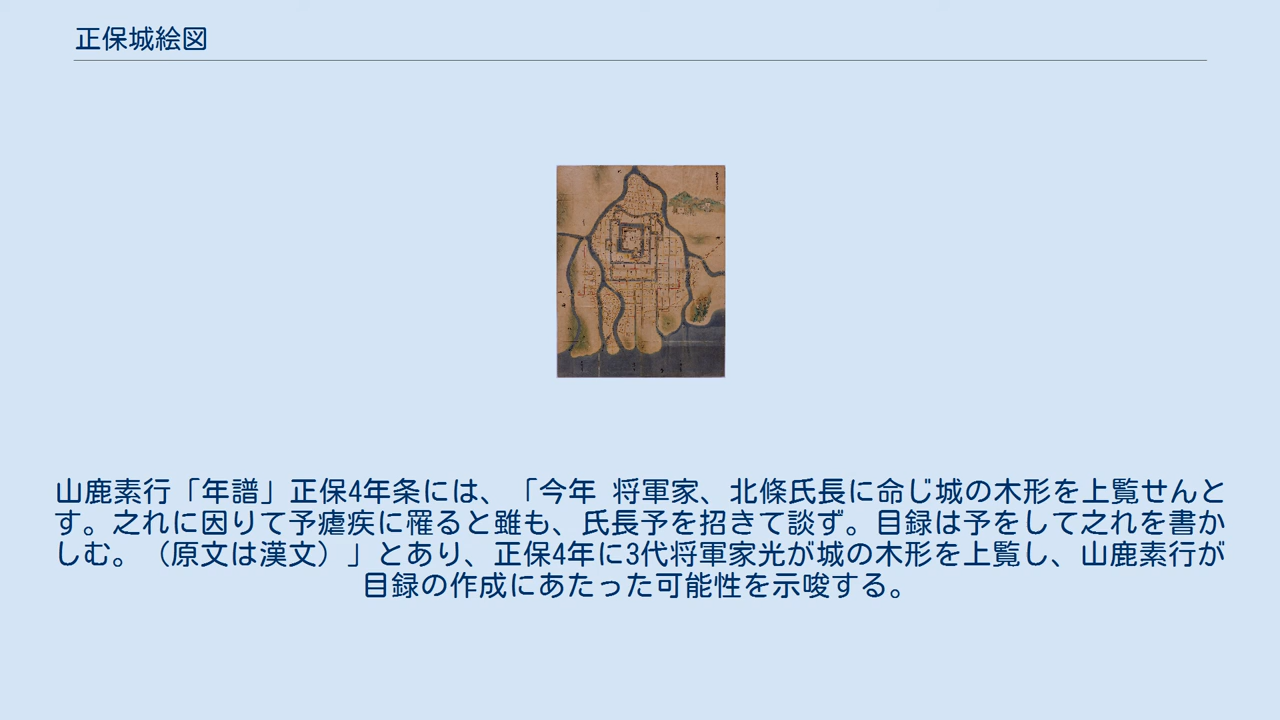 正保城絵図
山鹿素行「年譜」正保4年条には、「今年 将軍家、北條氏長に命じ城の木形を上覧せんと
す。之れに因りて予瘧疾に罹ると雖も、氏長予を招きて談ず。目録は予をして之れを書か
しむ。（原文は漢文）」とあり、正保4年に3代将軍家光が城の木形を上覧し、山鹿素行が
目録の作成にあたった可能性を示唆する。